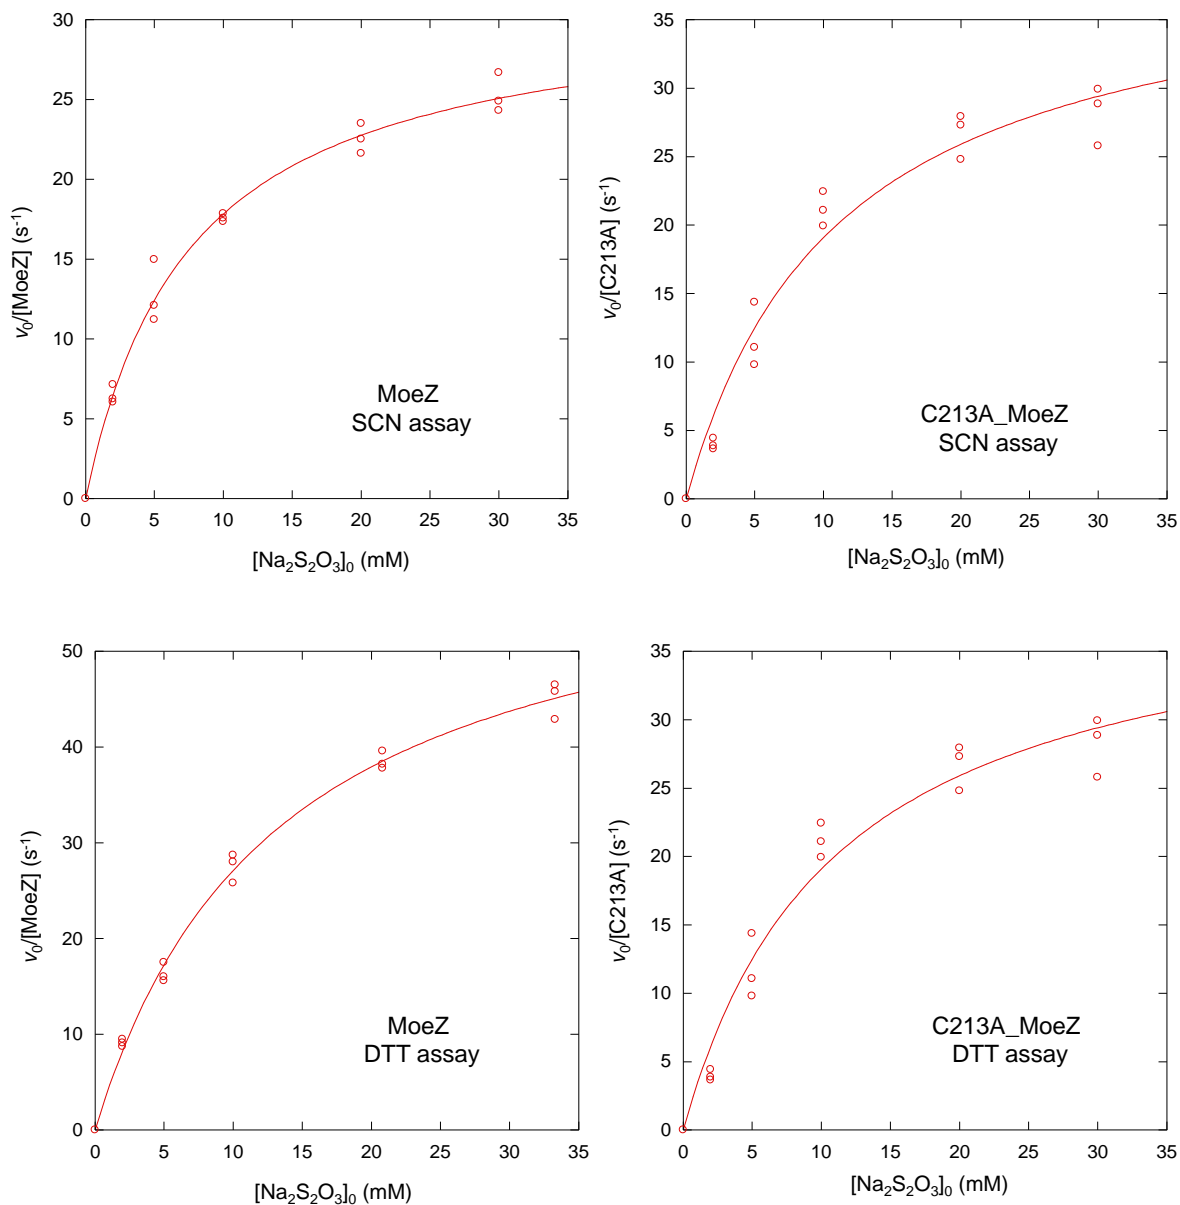 30
25
20
15
10
5
0
v₀/[MoeZ] (s⁻¹)
MoeZ
SCN assay
0 5 10 15 20 25 30 35
[Na₂S₂O₃]₀ (mM)
35
30
25
20
15
10
5
0
v₀/[C213A] (s⁻¹)
C213A_MoeZ
SCN assay
0 5 10 15 20 25 30 35
[Na₂S₂O₃]₀ (mM)
50
40
30
20
10
0
v₀/[MoeZ] (s⁻¹)
MoeZ
DTT assay
0 5 10 15 20 25 30 35
[Na₂S₂O₃]₀ (mM)
35
30
25
20
15
10
5
0
v₀/[C213A] (s⁻¹)
C213A_MoeZ
DTT assay
0 5 10 15 20 25 30 35
[Na₂S₂O₃]₀ (mM)